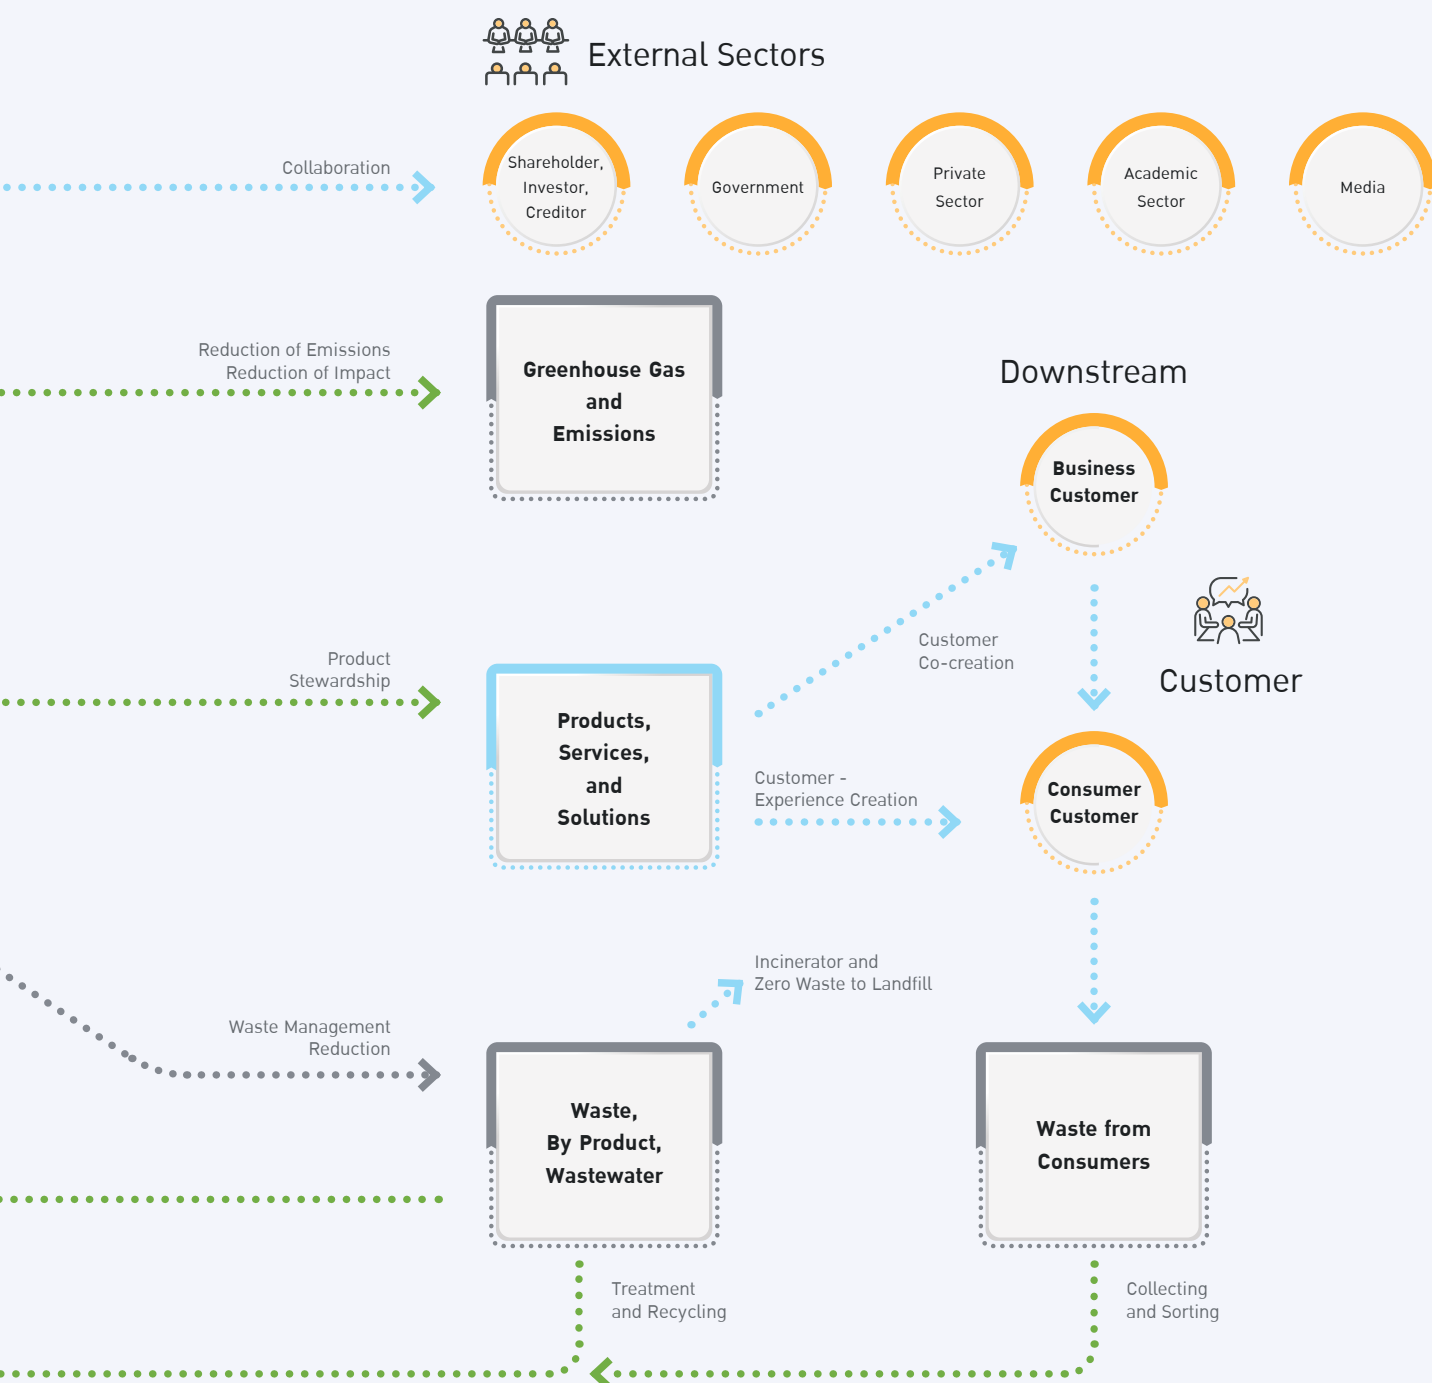 External Sectors
Collaboration
Shareholder,
Investor,
Creditor
Government
Private
Sector
Academic
Sector
Media
Reduction of Emissions
Reduction of Impact
Greenhouse Gas
and
Emissions
Downstream
Business
Customer
Customer
Co-creation
Customer
Product
Stewardship
Products,
Services,
and
Solutions
Customer -
Experience Creation
Consumer
Customer
Incinerator and
Zero Waste to Landfill
Waste Management
Reduction
Waste,
By Product,
Wastewater
Waste from
Consumers
Treatment
and Recycling
Collecting
and Sorting